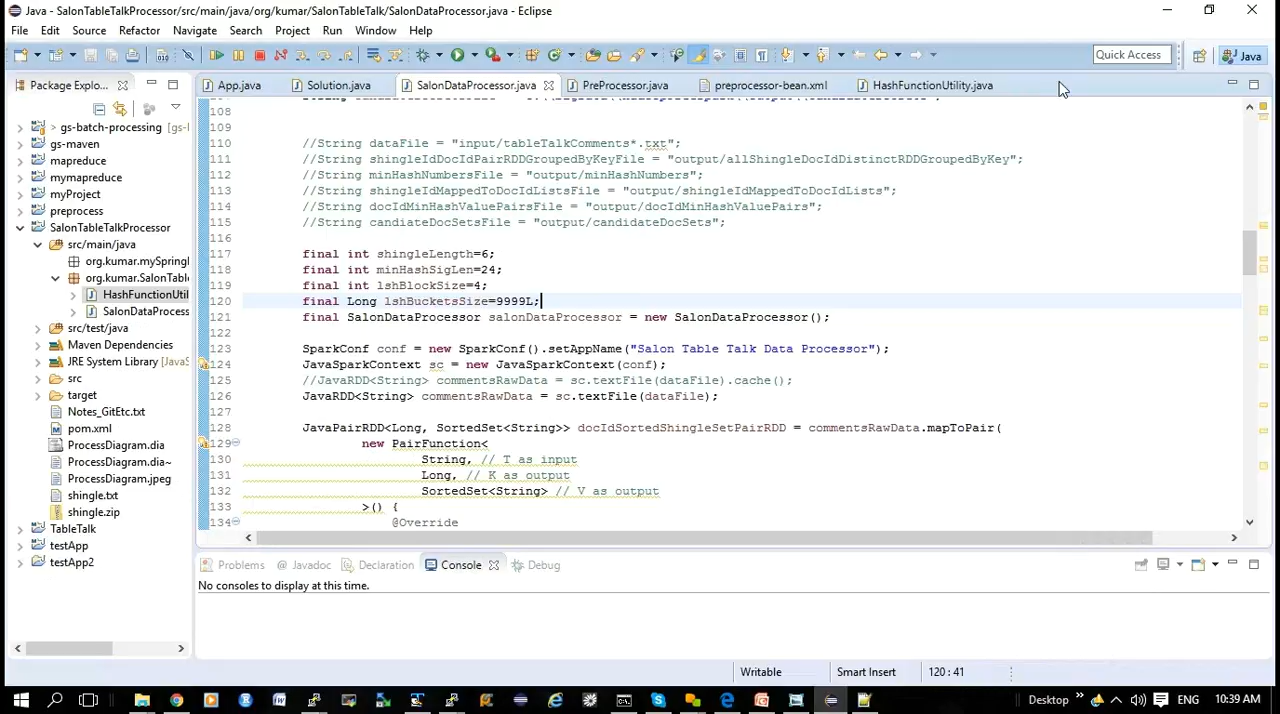 Java - SalonTableTalkProcessor/src/main/java/org/kumar/SalonTableTalk/SalonDataProcessor.java - Eclipse
File Edit Source Refactor Navigate Search Project Run Window Help
Quick Access
Java
Package Explo...
App.java
Solution.java
SalonDataProcessor.java
PreProcessor.java
preprocessor-bean.xml
HashFunctionUtility.java
> gs-batch-processing [gs-l
gs-maven
mapreduce
mymapreduce
myProject
preprocess
SalonTableTalkProcessor
src/main/java
org.kumar.mySpringl
org.kumar.SalonTabl
HashFunctionUtil
SalonDataProcess
src/test/java
Maven Dependencies
JRE System Library [JavaS
src
target
Notes_GitEtc.txt
pom.xml
ProcessDiagram.dia
ProcessDiagram.dia~
ProcessDiagram.jpeg
shingle.txt
shingle.zip
TableTalk
testApp
testApp2
108
109
110 //String dataFile = "input/tableTalkComments*.txt";
111 //String shingleIdDocIdPairRDDGroupedByKeyFile = "output/allShingleDocIdDistinctRDDGroupedByKey";
112 //String minHashNumbersFile = "output/minHashNumbers";
113 //String shingleIdMappedToDocIdListsFile = "output/shingleIdMappedToDocIdLists";
114 //String docIdMinHashValuePairsFile = "output/docIdMinHashValuePairs";
115 //String candiateDocSetsFile = "output/candidateDocSets";
116
117 final int shingleLength=6;
118 final int minHashSigLen=24;
119 final int lshBlockSize=4;
120 final Long lshBucketsSize=9999L;
121 final SalonDataProcessor salonDataProcessor = new SalonDataProcessor();
122
123 SparkConf conf = new SparkConf().setAppName("Salon Table Talk Data Processor");
124 JavaSparkContext sc = new JavaSparkContext(conf);
125 //JavaRDD<String> commentsRawData = sc.textFile(dataFile).cache();
126 JavaRDD<String> commentsRawData = sc.textFile(dataFile);
127
128 JavaPairRDD<Long, SortedSet<String>> docIdSortedShingleSetPairRDD = commentsRawData.mapToPair(
129 new PairFunction<
130 String, // T as input
131 Long, // K as output
132 SortedSet<String> // V as output
133 >() {
134 @Override
Problems @ Javadoc Declaration Console Debug
No consoles to display at this time.
Writable Smart Insert 120 : 41
Desktop ENG 10:39 AM